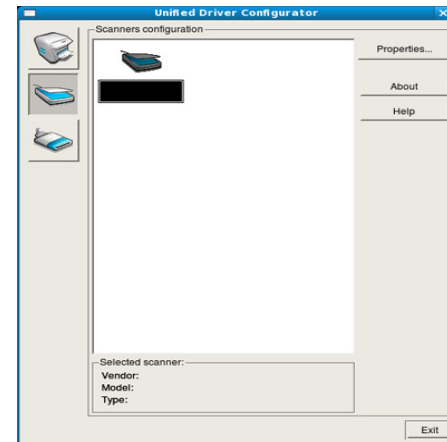 Unified Driver Configurator
Scanners configuration
Properties...
About
Help
Selected scanner:
Vendor:
Model:
Type:
Exit